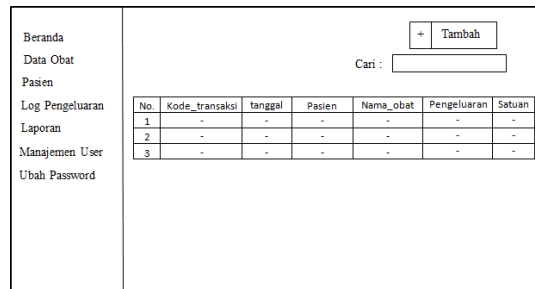 Beranda
Data Obat
Pasien
Log Pengeluaran
Laporan
Manajemen User
Ubah Password
+ Tambah
Cari :
No. Kode_transaksi tanggal Pasien Nama_obat Pengeluaran Satuan
1 - - - - - -
2 - - - - - -
3 - - - - - -